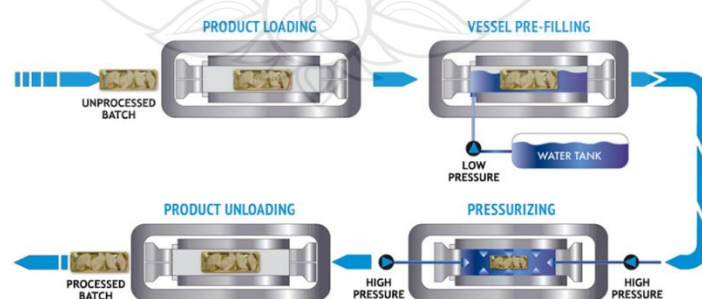 PRODUCT LOADING
VESSEL PRE-FILLING
UNPROCESSED
BATCH
LOW
PRESSURE
WATER TANK
PRODUCT UNLOADING
PRESSURIZING
PROCESSED
BATCH
HIGH
PRESSURE
HIGH
PRESSURE